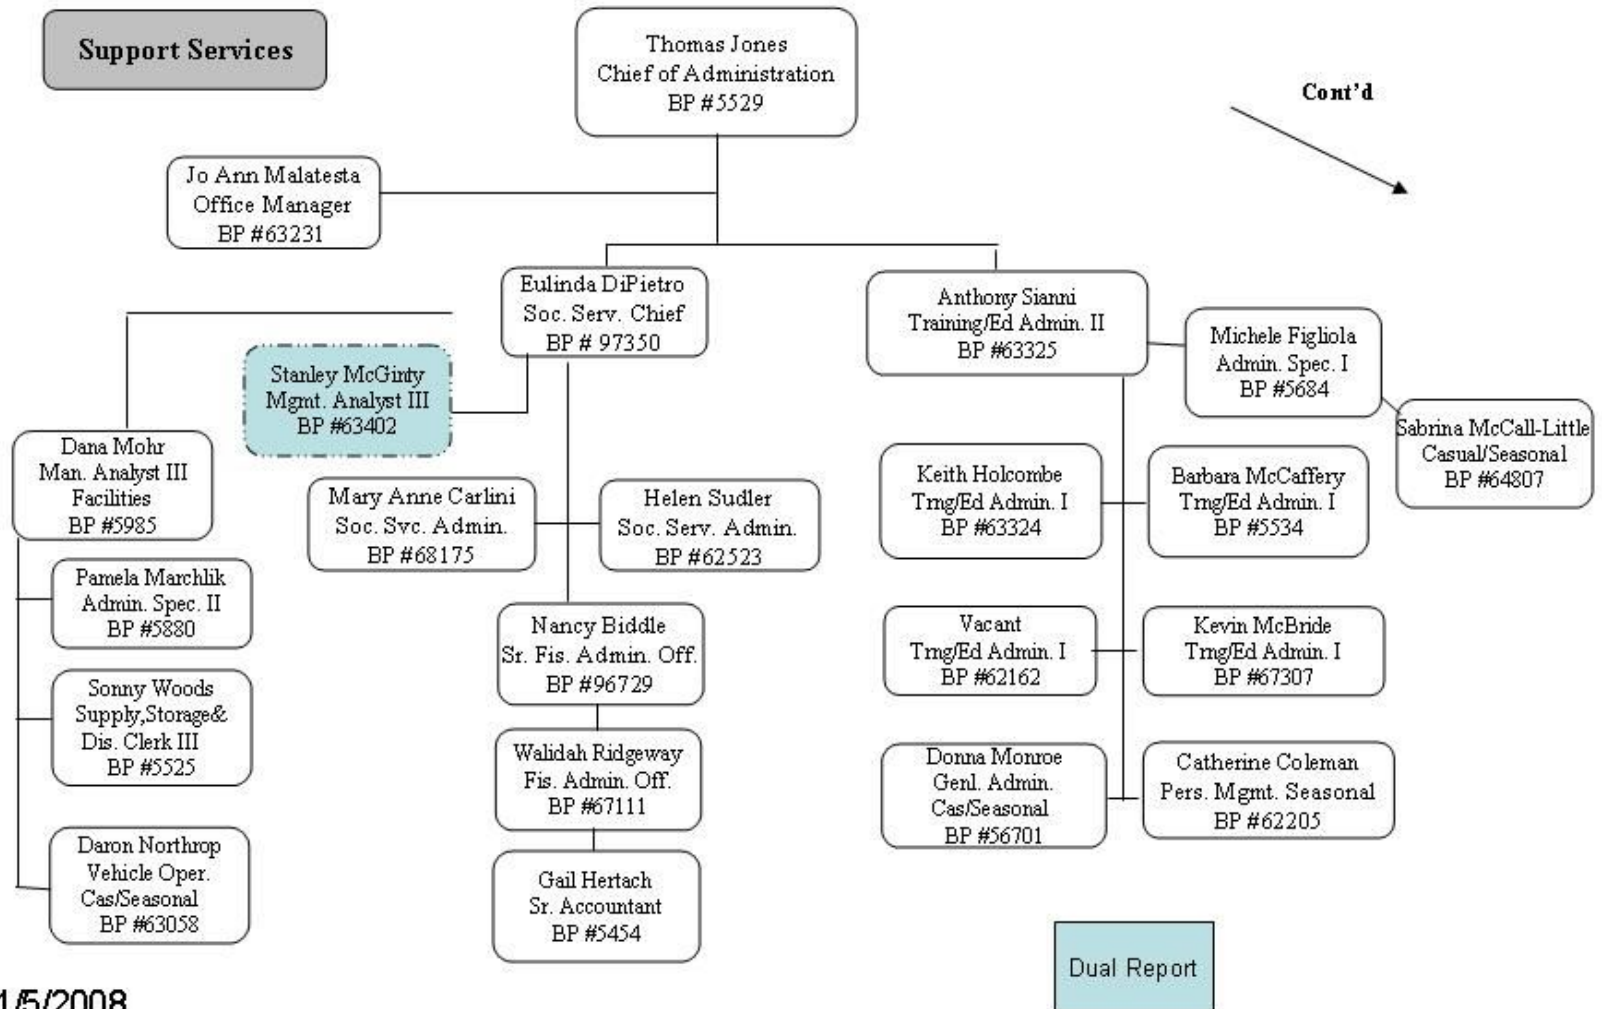 Support Services
Thomas Jones
Chief of Administration
BP #5529
Cont'd
Jo Ann Malatesta
Office Manager
BP #63231
Eulinda DiPietro
Soc. Serv. Chief
BP # 97350
Anthony Sianni
Training/Ed Admin. II
BP #63325
Michele Figliola
Admin. Spec. I
BP #5684
Sabrina McCall-Little
Casual/Seasonal
BP #64807
Stanley McGinty
Mgmt. Analyst III
BP #63402
Dana Mohr
Man. Analyst III
Facilities
BP #5985
Mary Anne Carlini
Soc. Svc. Admin.
BP #68175
Helen Sudler
Soc. Serv. Admin.
BP #62523
Keith Holcombe
Trng/Ed Admin. I
BP #63324
Barbara McCaffery
Trng/Ed Admin. I
BP #5534
Pamela Marchlik
Admin. Spec. II
BP #5880
Nancy Biddle
Sr. Fis. Admin. Off.
BP #96729
Vacant
Trng/Ed Admin. I
BP #62162
Kevin McBride
Trng/Ed Admin. I
BP #67307
Sonny Woods
Supply,Storage&
Dis. Clerk III
BP #5525
Walidah Ridgeway
Fis. Admin. Off.
BP #67111
Donna Monroe
Genl. Admin.
Cas/Seasonal
BP #56701
Catherine Coleman
Pers. Mgmt. Seasonal
BP #62205
Daron Northrop
Vehicle Oper.
Cas/Seasonal
BP #63058
Gail Hertach
Sr. Accountant
BP #5454
Dual Report
1/5/2008